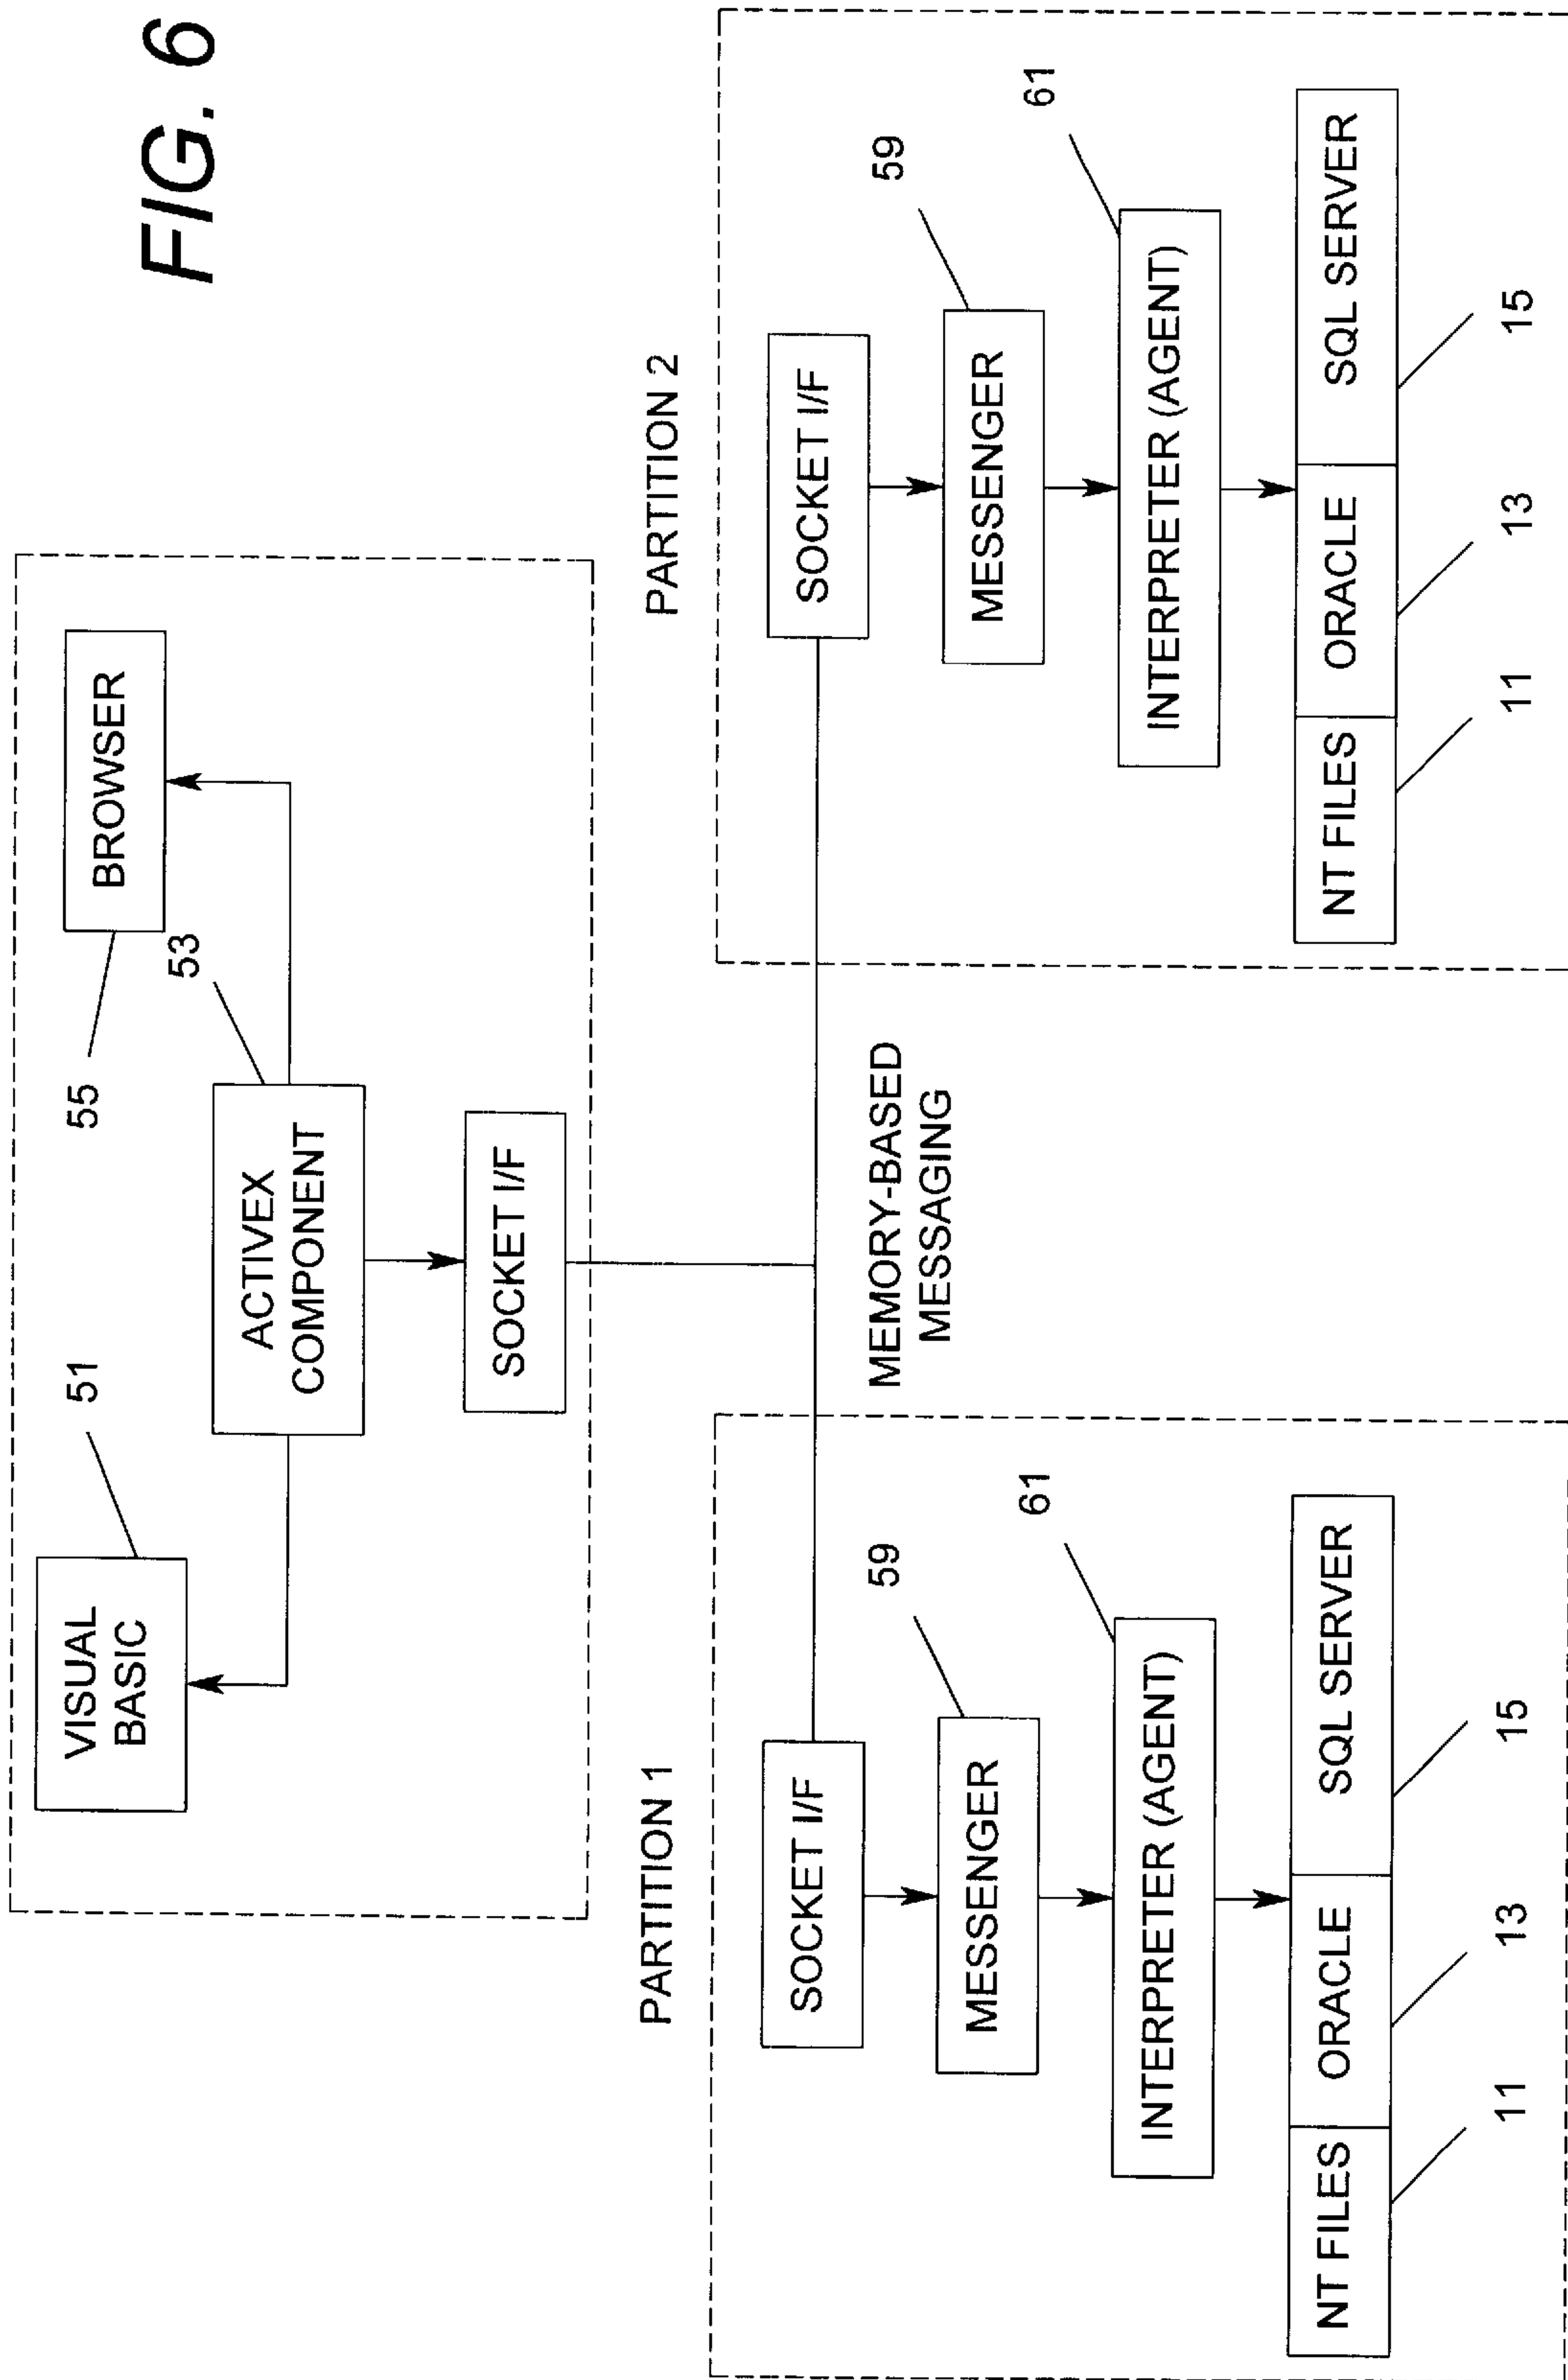 FIG. 6
VISUAL
BASIC
51
ACTIVEX
COMPONENT
53
BROWSER
55
SOCKET I/F
MEMORY-BASED
MESSAGING
PARTITION 1
SOCKET I/F
MESSENGER
59
INTERPRETER (AGENT)
61
NT FILES
ORACLE
SQL SERVER
11
13
15
PARTITION 2
SOCKET I/F
MESSENGER
59
INTERPRETER (AGENT)
61
NT FILES
ORACLE
SQL SERVER
11
13
15